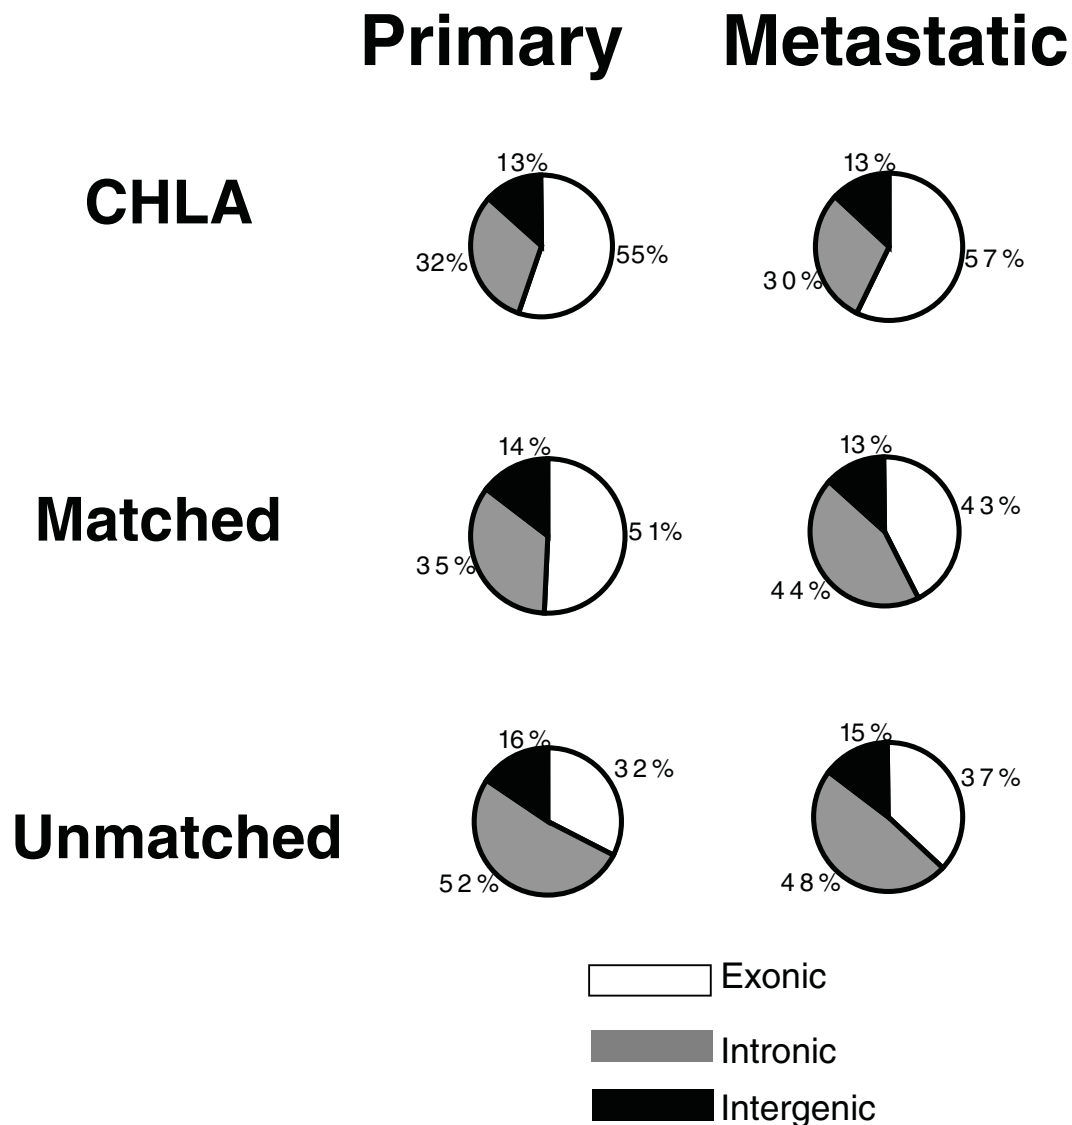 Primary Metastatic
CHLA
13%
55%
32%
13%
57%
30%
Matched
14%
51%
35%
13%
43%
44%
Unmatched
16%
32%
52%
15%
37%
48%
Exonic
Intronic
Intergenic